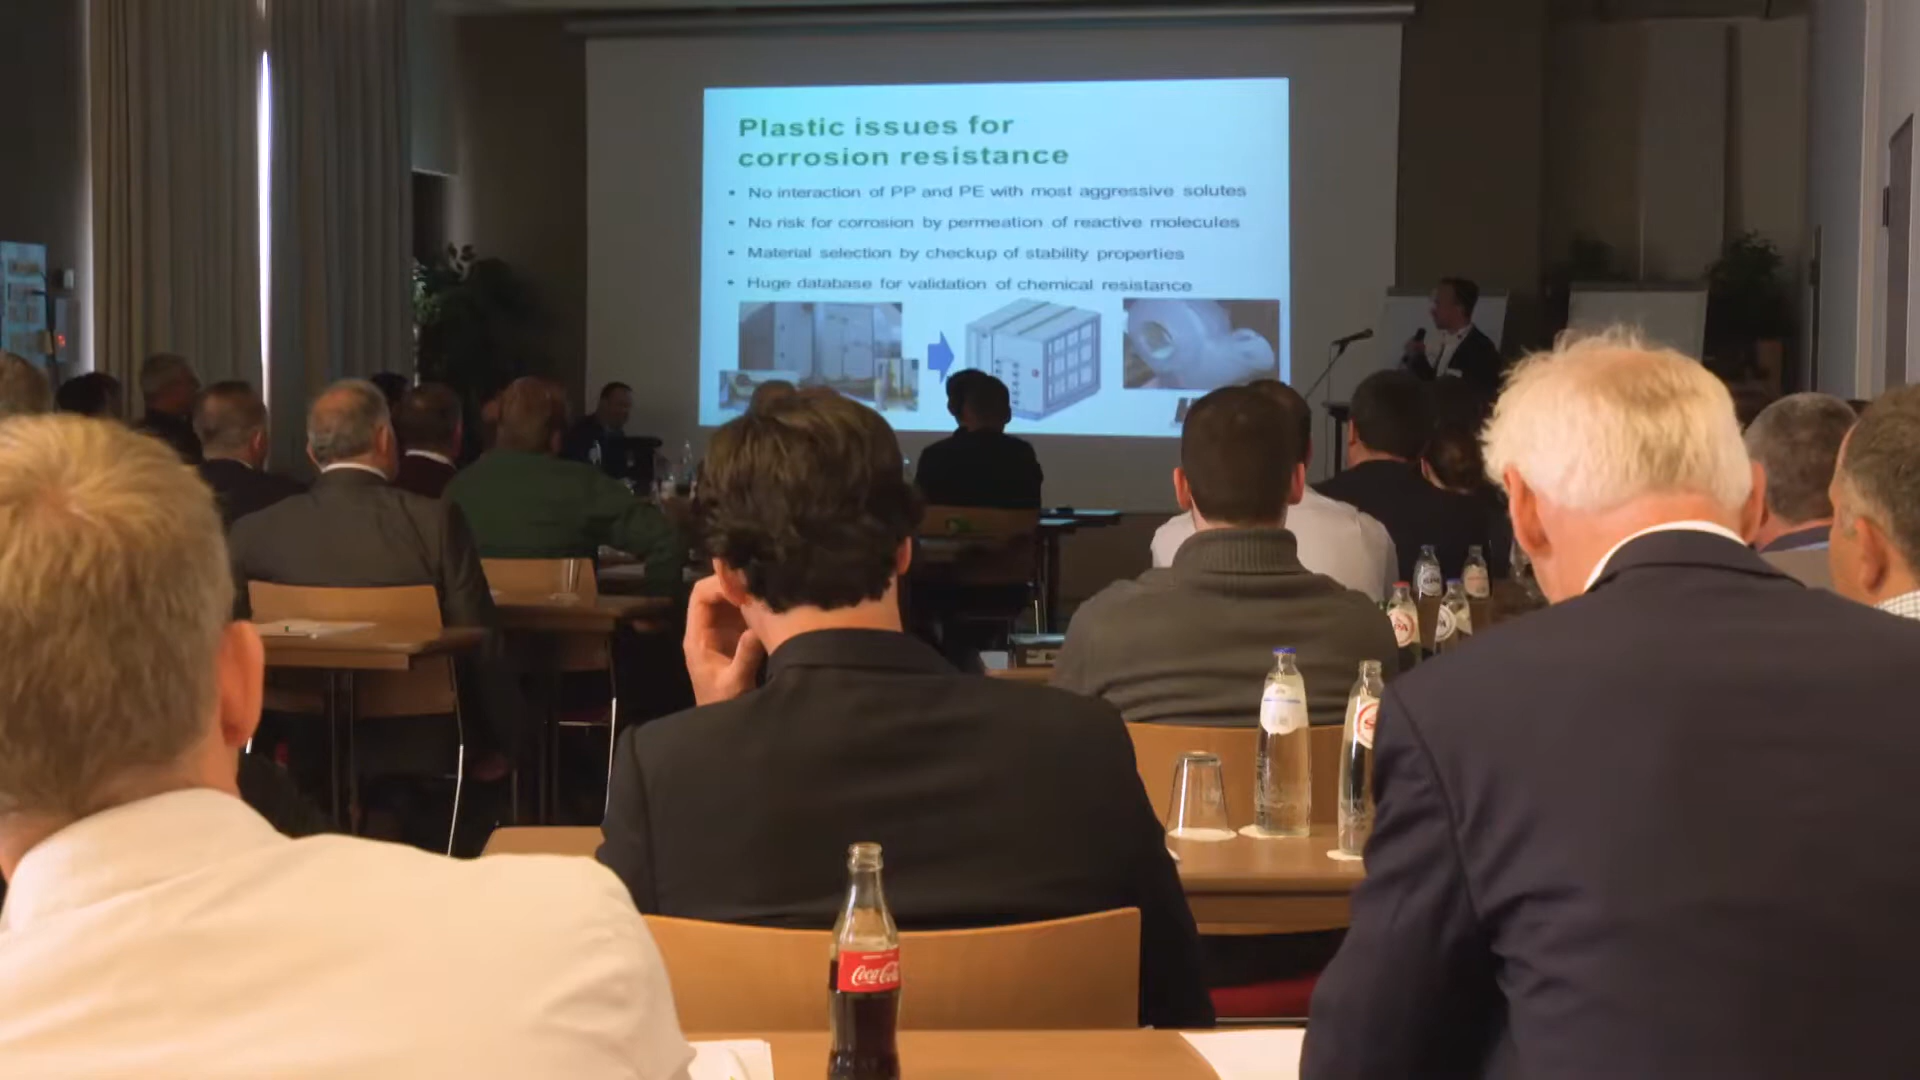 Plastic issues for
corrosion resistance
• No interaction of PP and PE with most aggressive solutes
• No risk for corrosion by permeation of reactive molecules
• Material selection by checkup of stability properties
• Huge database for validation of chemical resistance
SPA
Coca-Cola